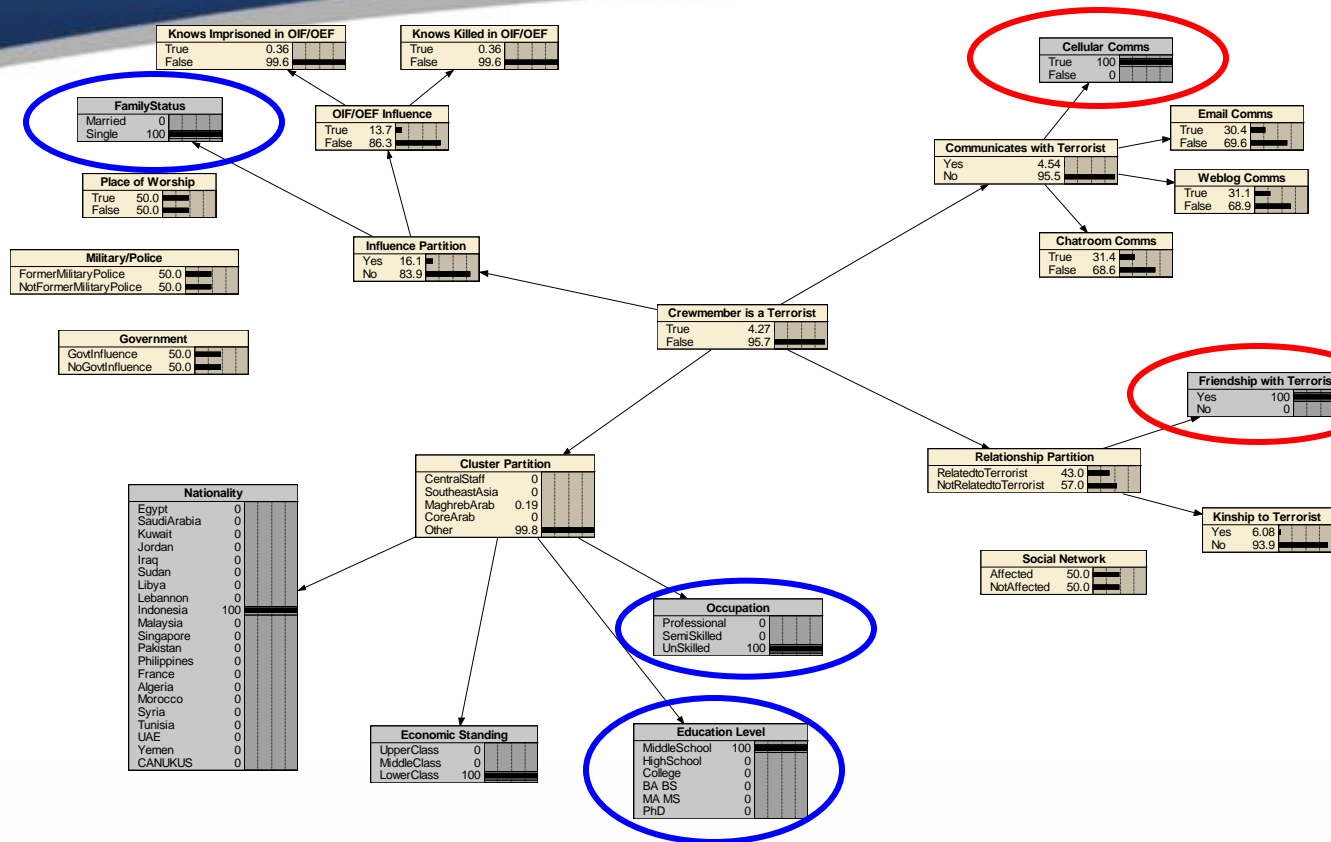 Knows Imprisoned in OIF/OEF
True 0.36
False 99.6
Knows Killed in OIF/OEF
True 0.36
False 99.6
Cellular Comms
True 100
False 0
FamilyStatus
Married 0
Single 100
OIF/OEF Influence
True 13.7
False 86.3
Email Comms
True 30.4
False 69.6
Communicates with Terrorist
Yes 4.54
No 95.5
Place of Worship
True 50.0
False 50.0
Weblog Comms
True 31.1
False 68.9
Influence Partition
Yes 16.1
No 83.9
Chatroom Comms
True 31.4
False 68.6
Military/Police
FormerMilitaryPolice 50.0
NotFormerMilitaryPolice 50.0
Crewmember is a Terrorist
True 4.27
False 95.7
Government
GovtInfluence 50.0
NoGovtInfluence 50.0
Friendship with Terroris
Yes 100
No 0
Relationship Partition
RelatedtoTerrorist 43.0
NotRelatedtoTerrorist 57.0
Cluster Partition
CentralStaff 0
SoutheastAsia 0
MaghrebArab 0.19
CoreArab 0
Other 99.8
Nationality
Egypt 0
SaudiArabia 0
Kuwait 0
Jordan 0
Iraq 0
Sudan 0
Libya 0
Lebannon 0
Indonesia 100
Malaysia 0
Singapore 0
Pakistan 0
Philippines 0
France 0
Algeria 0
Morocco 0
Syria 0
Tunisia 0
UAE 0
Yemen 0
CANUKUS 0
Kinship to Terrorist
Yes 6.08
No 93.9
Social Network
Affected 50.0
NotAffected 50.0
Occupation
Professional 0
SemiSkilled 0
UnSkilled 100
Economic Standing
UpperClass 0
MiddleClass 0
LowerClass 100
Education Level
MiddleSchool 100
HighSchool 0
College 0
BA BS 0
MA MS 0
PhD 0